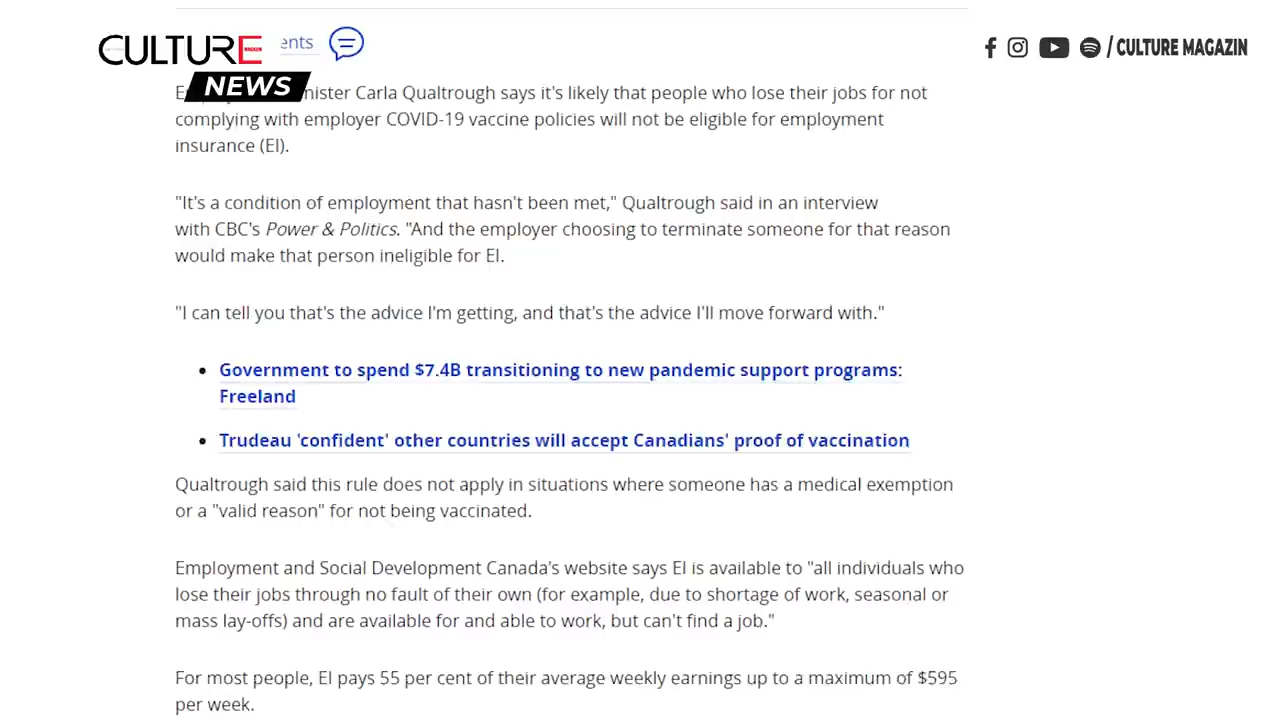 CULTURE
MAGAZIN
NEWS
ents
/ CULTURE MAGAZIN
nister Carla Qualtrough says it's likely that people who lose their jobs for not
complying with employer COVID-19 vaccine policies will not be eligible for employment
insurance (EI).
"It's a condition of employment that hasn't been met," Qualtrough said in an interview
with CBC's Power & Politics. "And the employer choosing to terminate someone for that reason
would make that person ineligible for EI.
"I can tell you that's the advice I'm getting, and that's the advice I'll move forward with."
• Government to spend $7.4B transitioning to new pandemic support programs:
Freeland
• Trudeau 'confident' other countries will accept Canadians' proof of vaccination
Qualtrough said this rule does not apply in situations where someone has a medical exemption
or a "valid reason" for not being vaccinated.
Employment and Social Development Canada's website says EI is available to "all individuals who
lose their jobs through no fault of their own (for example, due to shortage of work, seasonal or
mass lay-offs) and are available for and able to work, but can't find a job."
For most people, EI pays 55 per cent of their average weekly earnings up to a maximum of $595
per week.